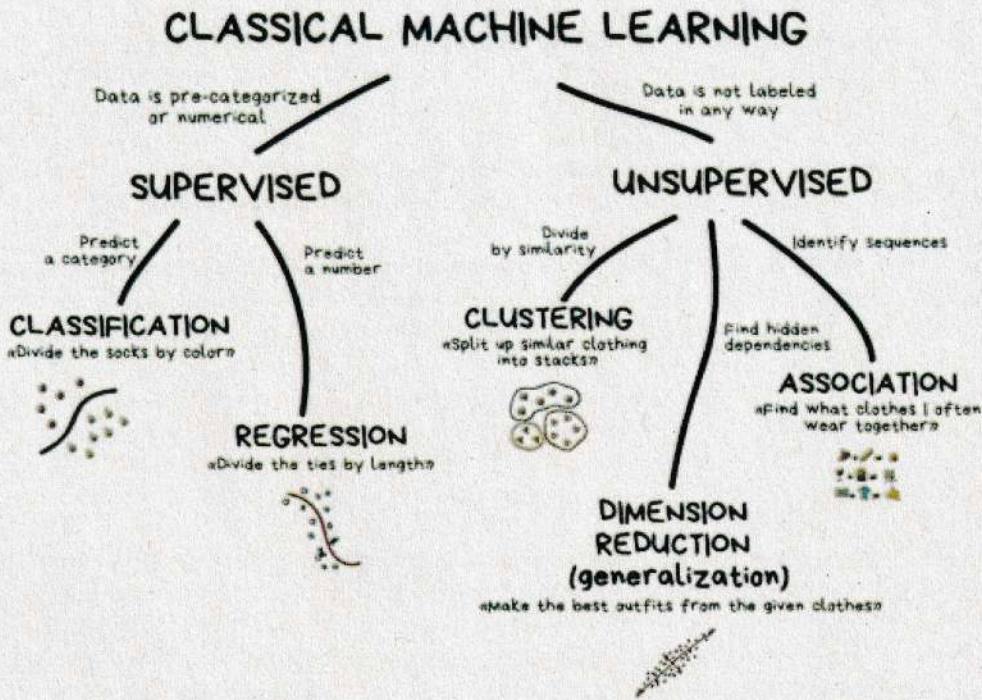 CLASSICAL MACHINE LEARNING
Data is pre-categorized
or numerical
Data is not labeled
in any way
SUPERVISED
UNSUPERVISED
Predict
a category
Predict
a number
Divide
by similarity
Identify sequences
CLASSIFICATION
«Divide the socks by color»
CLUSTERING
«Split up similar clothing
into stacks»
Find hidden
dependencies
ASSOCIATION
«Find what clothes I often
wear together»
REGRESSION
«Divide the ties by length»
DIMENSION
REDUCTION
(generalization)
«Make the best outfits from the given clothes»